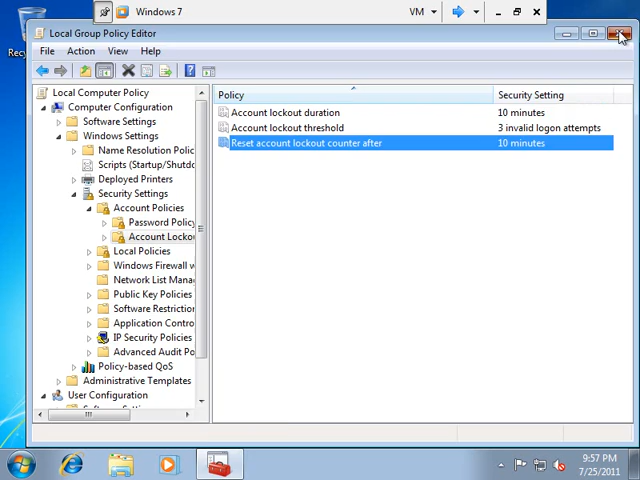 Windows 7
VM
Local Group Policy Editor
File Action View Help
Recy
Local Computer Policy
Computer Configuration
Software Settings
Windows Settings
Name Resolution Polic
Scripts (Startup/Shutdo
Deployed Printers
Security Settings
Account Policies
Password Policy
Account Lockou
Local Policies
Windows Firewall w
Network List Mana
Public Key Policies
Software Restriction
Application Contro
IP Security Policies
Advanced Audit Po
Policy-based QoS
Administrative Templates
User Configuration
Policy Security Setting
Account lockout duration 10 minutes
Account lockout threshold 3 invalid logon attempts
Reset account lockout counter after 10 minutes
9:57 PM
7/25/2011